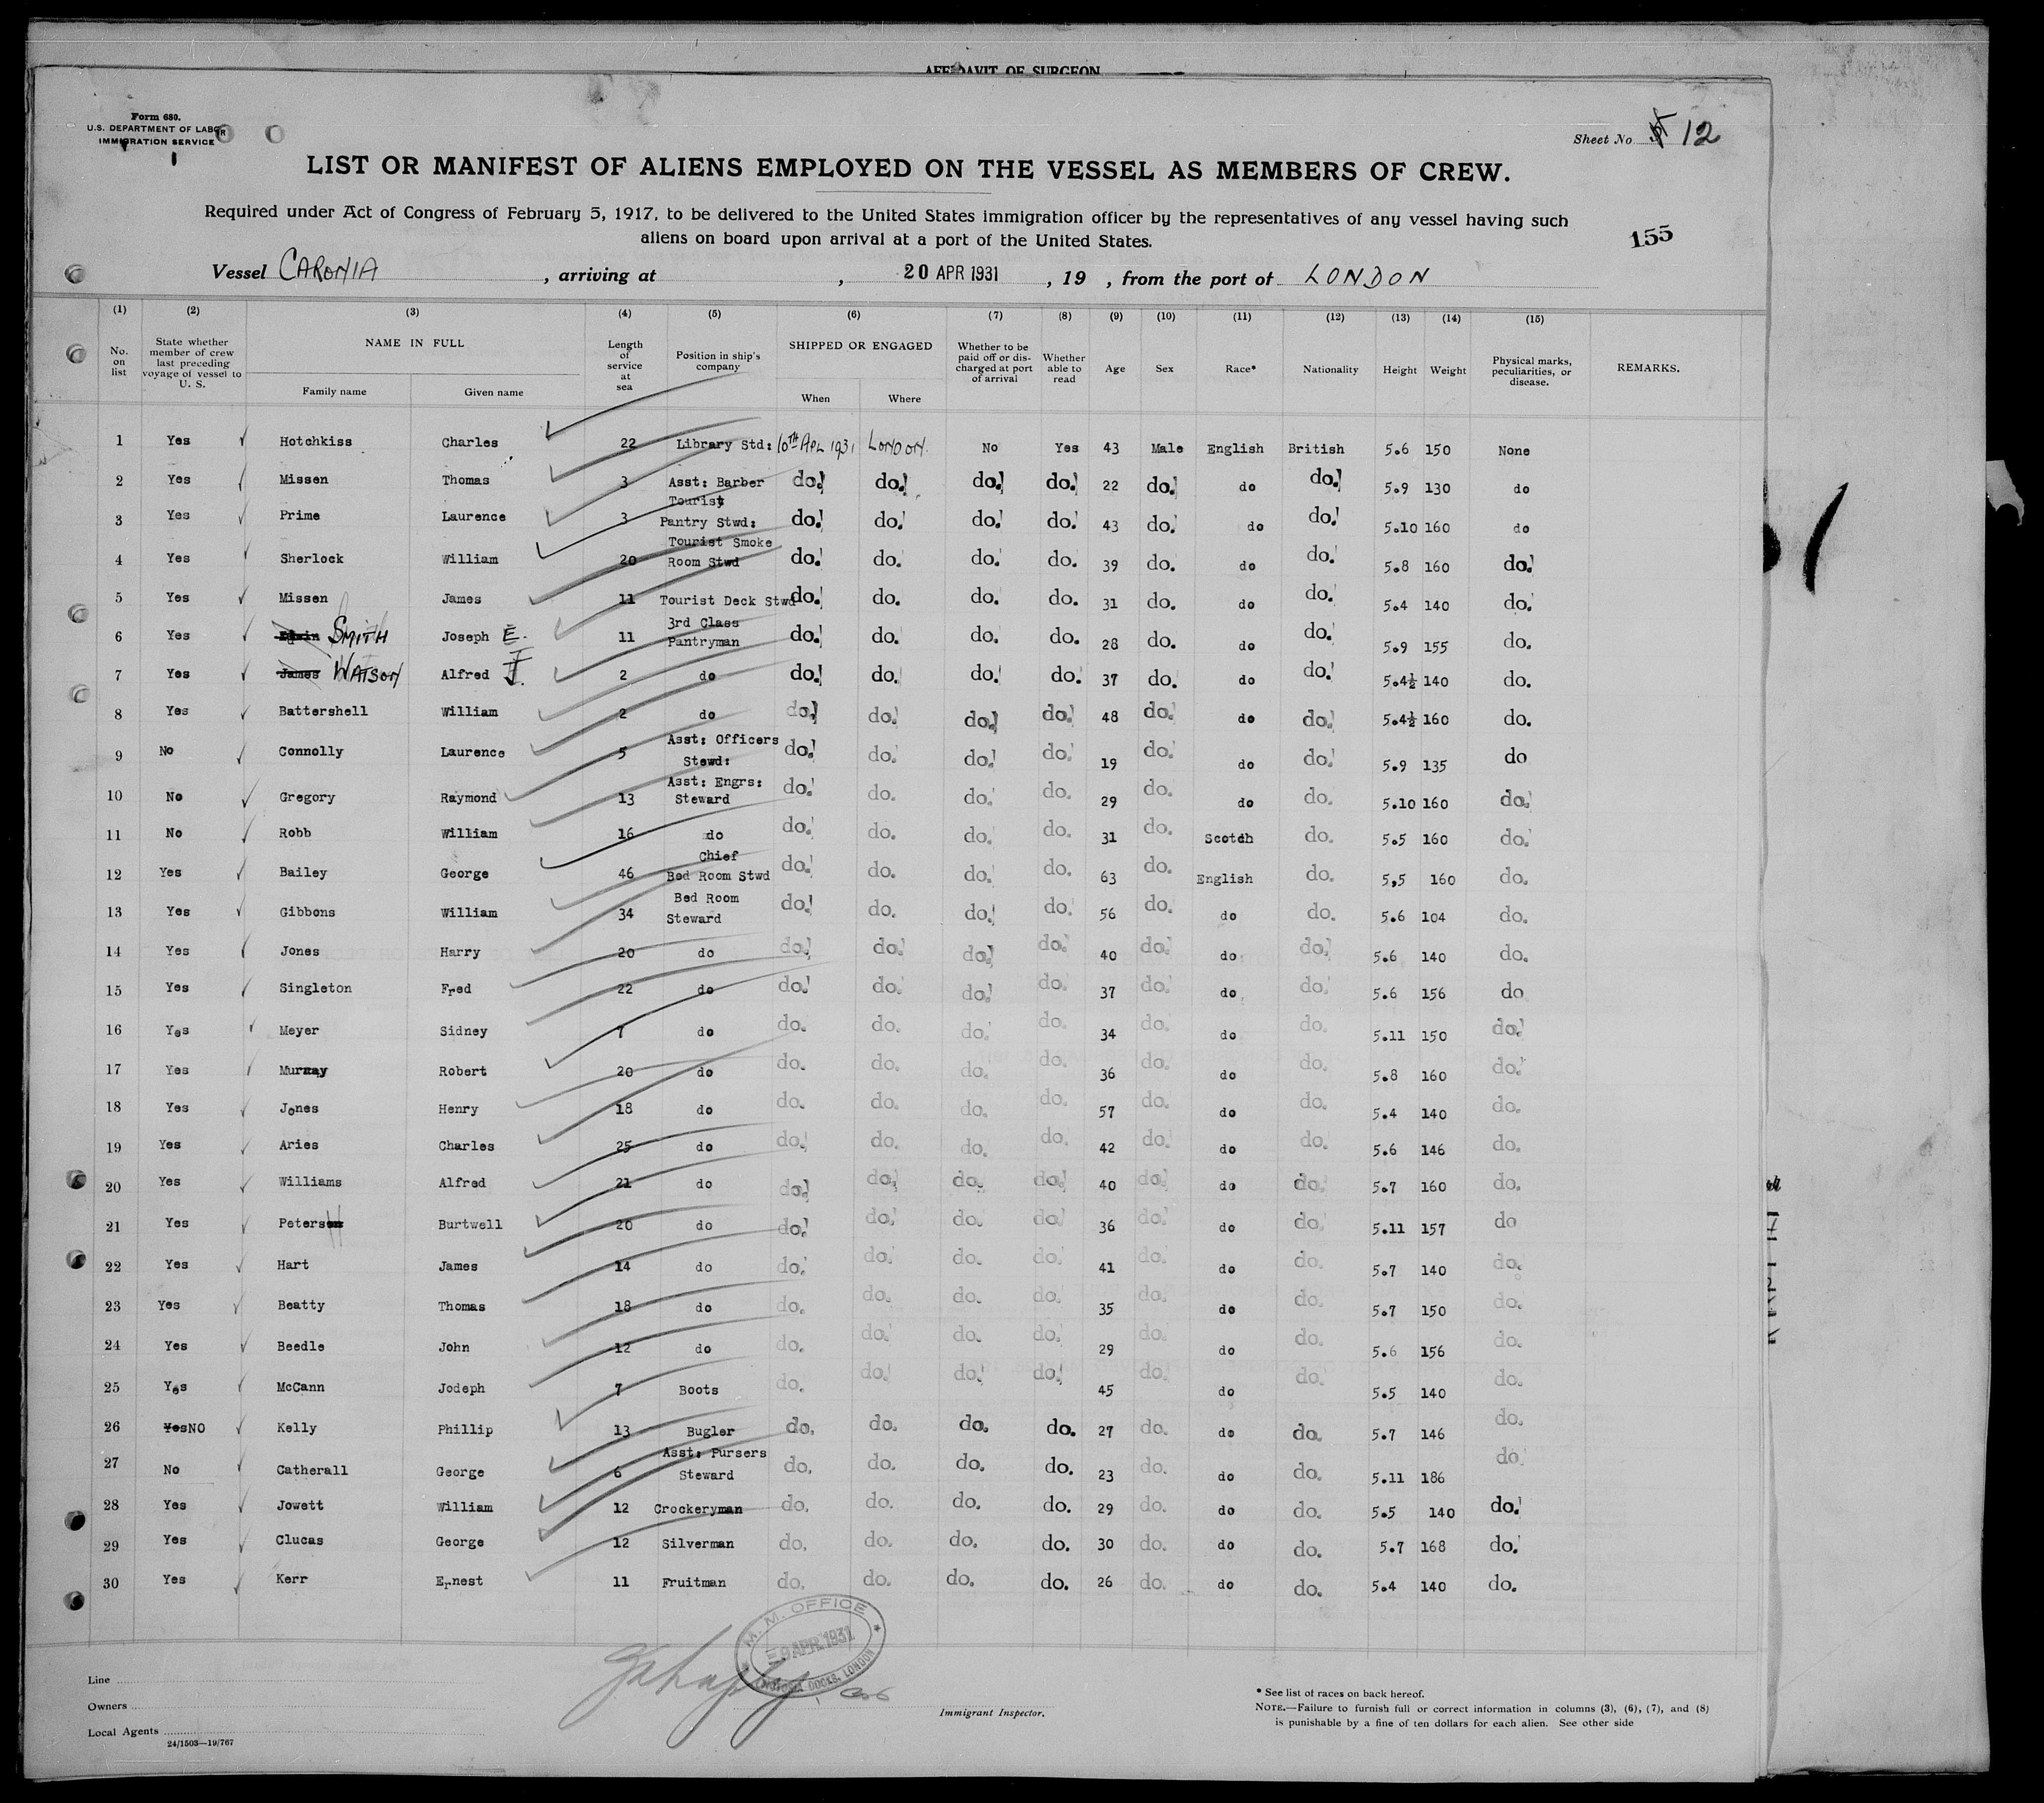 AFFIDAVIT OF SURGEON
Form 680.
U.S. DEPARTMENT OF LABOR
IMMIGRATION SERVICE
Sheet No 12
LIST OR MANIFEST OF ALIENS EMPLOYED ON THE VESSEL AS MEMBERS OF CREW.
Required under Act of Congress of February 5, 1917, to be delivered to the United States immigration officer by the representatives of any vessel having such
aliens on board upon arrival at a port of the United States.
155
Vessel CARONIA, arriving at , 20 APR 1931, 19 , from the port of LONDON
(1) (2) (3) (4) (5) (6) (7) (8) (9) (10) (11) (12) (13) (14) (15)
No. on list State whether member of crew last preceding voyage of vessel to U. S. NAME IN FULL Length of service at sea Position in ship's company SHIPPED OR ENGAGED Whether to be paid off or discharged at port of arrival Whether able to read Age Sex Race* Nationality Height Weight Physical marks, peculiarities, or disease. REMARKS.
Family name Given name When Where
1 Yes Hotchkiss Charles 22 Library Std: 10TH APL 1931 LONDON. No Yes 43 Male English British 5.6 150 None
2 Yes Missen Thomas 3 Asst: Barber do. do. do. do. 22 do. do do. 5.9 130 do
3 Yes Prime Laurence 3 Tourist Pantry Stwd: do. do. do. do. 43 do. do do. 5.10 160 do
4 Yes Sherlock William 20 Tourist Smoke Room Stwd do. do. do. do. 39 do. do do. 5.8 160 do.
5 Yes Missen James 11 Tourist Deck Stwd do. do. do. do. 31 do. do do. 5.4 140 do.
6 Yes Edwin SMITH Joseph E. 11 3rd Class Pantryman do. do. do. do. 28 do. do do. 5.9 155 do.
7 Yes James WATSON Alfred J. 2 do do. do. do. do. 37 do. do do. 5.4½ 140 do.
8 Yes Battershell William 2 do do. do. do. do. 48 do. do do. 5.4½ 160 do.
9 No Connolly Laurence 5 Asst: Officers Stewd: do. do. do. do. 19 do. do do. 5.9 135 do
10 No Gregory Raymond 13 Asst: Engrs: Steward do. do. do. do. 29 do. do do. 5.10 160 do.
11 No Robb William 16 do do. do. do. do. 31 do. Scotch do. 5.5 160 do.
12 Yes Bailey George 46 Chief Bed Room Stwd do. do. do. do. 63 do. English do. 5,5 160 do.
13 Yes Gibbons William 34 Bed Room Steward do. do. do. do. 56 do. do do. 5.6 104 do.
14 Yes Jones Harry 20 do do. do. do. do. 40 do. do do. 5.6 140 do.
15 Yes Singleton Fred 22 do do. do. do. do. 37 do. do do. 5.6 156 do
16 Yes Meyer Sidney 7 do do. do. do. do. 34 do. do do. 5.11 150 do.
17 Yes Murray Robert 20 do do. do. do. do. 36 do. do do. 5.8 160 do.
18 Yes Jones Henry 18 do do. do. do. do. 57 do. do do. 5.4 140 do.
19 Yes Aries Charles 25 do do. do. do. do. 42 do. do do. 5.6 146 do.
20 Yes Williams Alfred 21 do do. do. do. do. 40 do. do do. 5.7 160 do.
21 Yes Peters Burtwell 20 do do. do. do. do. 36 do. do do. 5.11 157 do
22 Yes Hart James 14 do do. do. do. do. 41 do. do do. 5.7 140 do.
23 Yes Beatty Thomas 18 do do. do. do. do. 35 do. do do. 5.7 150 do.
24 Yes Beedle John 12 do do. do. do. do. 29 do. do do. 5.6 156 do.
25 Yes McCann Jodeph 7 Boots do. do. do. do. 45 do. do do. 5.5 140 do.
26 Yes NO Kelly Phillip 13 Bugler do. do. do. do. 27 do. do do. 5.7 146 do.
27 No Catherall George 6 Asst: Pursers Steward do. do. do. do. 23 do. do do. 5.11 186 do
28 Yes Jowett William 12 Crockeryman do. do. do. do. 29 do. do do. 5.5 140 do.
29 Yes Clucas George 12 Silverman do. do. do. do. 30 do. do do. 5.7 168 do.
30 Yes Kerr Ernest 11 Fruitman do. do. do. do. 26 do. do do. 5.4 140 do.
M. M. OFFICE
9 APR 1931
VICTORIA DOCKS, LONDON
Line
Owners
Local Agents
24/1503—19/767
Immigrant Inspector.
* See list of races on back hereof.
NOTE.—Failure to furnish full or correct information in columns (3), (6), (7), and (8)
is punishable by a fine of ten dollars for each alien. See other side